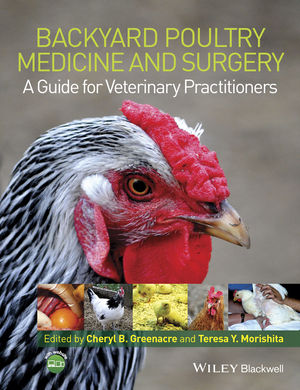 BACKYARD POULTRY
MEDICINE AND SURGERY
A Guide for Veterinary Practitioners
Edited by Cheryl B. Greenacre and Teresa Y. Morishita
WILEY Blackwell